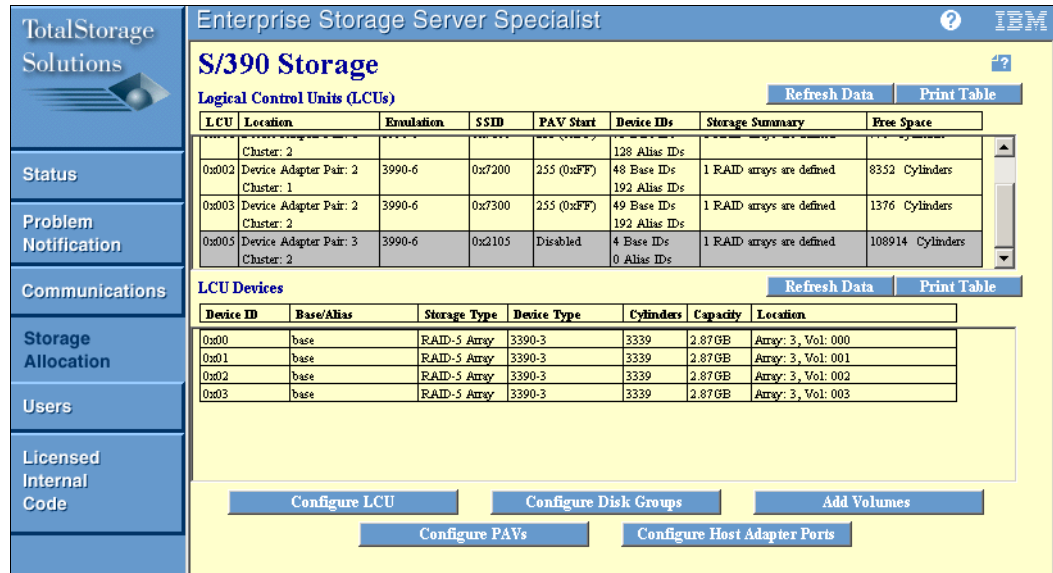 TotalStorage
Solutions
Enterprise Storage Server Specialist
?
IBM
S/390 Storage
?
Logical Control Units (LCUs)
Refresh Data
Print Table
LCU Location Emulation SSID PAV Start Device IDs Storage Summary Free Space
Cluster: 2 128 Alias IDs
0x002 Device Adapter Pair: 2 3990-6 0x7200 255 (0xFF) 48 Base IDs 1 RAID arrays are defined 8352 Cylinders
Cluster: 1 192 Alias IDs
0x003 Device Adapter Pair: 2 3990-6 0x7300 255 (0xFF) 49 Base IDs 1 RAID arrays are defined 1376 Cylinders
Cluster: 2 192 Alias IDs
0x005 Device Adapter Pair: 3 3990-6 0x2105 Disabled 4 Base IDs 1 RAID arrays are defined 108914 Cylinders
Cluster: 2 0 Alias IDs
LCU Devices
Refresh Data
Print Table
Device ID Base/Alias Storage Type Device Type Cylinders Capacity Location
0x00 base RAID-5 Array 3390-3 3339 2.87GB Array: 3, Vol: 000
0x01 base RAID-5 Array 3390-3 3339 2.87GB Array: 3, Vol: 001
0x02 base RAID-5 Array 3390-3 3339 2.87GB Array: 3, Vol: 002
0x03 base RAID-5 Array 3390-3 3339 2.87GB Array: 3, Vol: 003
Configure LCU
Configure Disk Groups
Add Volumes
Configure PAVs
Configure Host Adapter Ports
Status
Problem
Notification
Communications
Storage
Allocation
Users
Licensed
Internal
Code